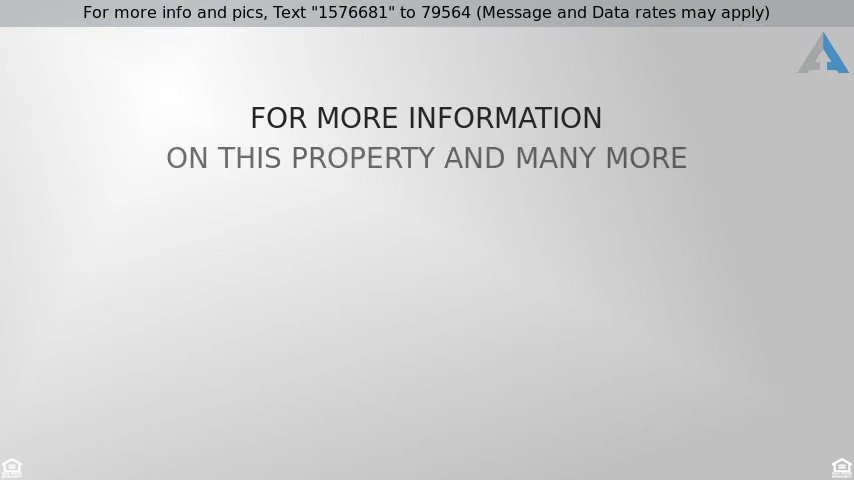 For more info and pics, Text "1576681" to 79564 (Message and Data rates may apply)
FOR MORE INFORMATION
ON THIS PROPERTY AND MANY MORE